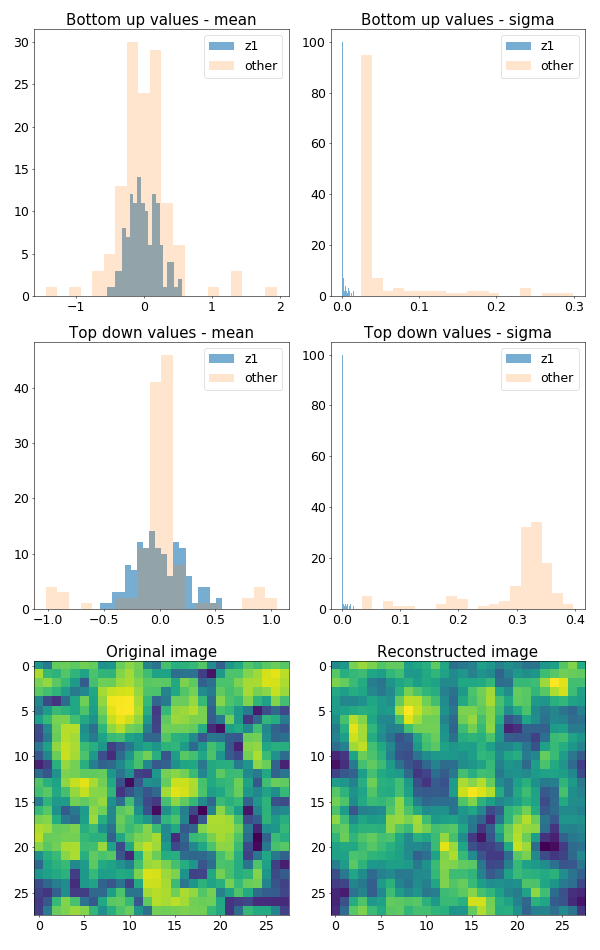 Bottom up values - mean
30
25
20
15
10
5
0
−1 0 1 2
z1
other
Bottom up values - sigma
100
80
60
40
20
0
0.0 0.1 0.2 0.3
z1
other
Top down values - mean
40
30
20
10
0
−1.0 −0.5 0.0 0.5 1.0
z1
other
Top down values - sigma
100
80
60
40
20
0
0.0 0.1 0.2 0.3 0.4
z1
other
Original image
0
5
10
15
20
25
0 5 10 15 20 25
Reconstructed image
0
5
10
15
20
25
0 5 10 15 20 25